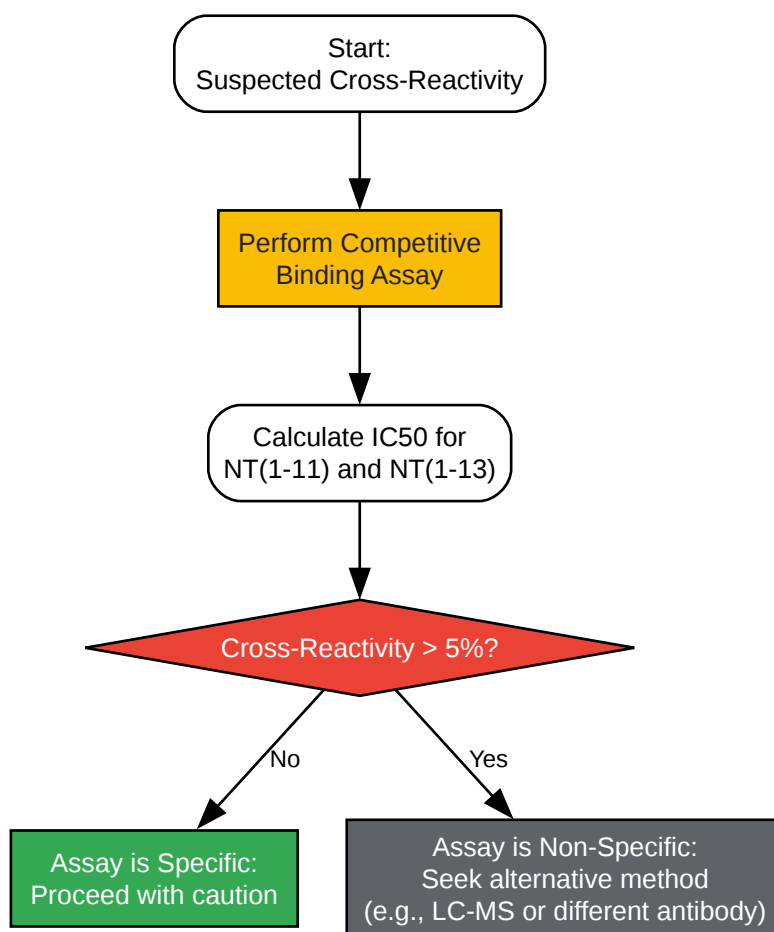 Start:
Suspected Cross-Reactivity
Perform Competitive
Binding Assay
Calculate IC50 for
NT(1-11) and NT(1-13)
Cross-Reactivity > 5%?
No
Yes
Assay is Specific:
Proceed with caution
Assay is Non-Specific:
Seek alternative method
(e.g., LC-MS or different antibody)